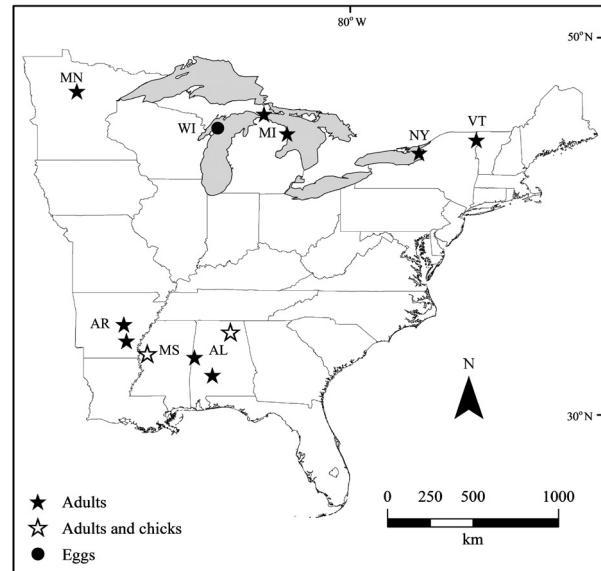 80°W
50°N
MN
WI
MI
NY
VT
AR
MS
AL
N
30°N
Adults
Adults and chicks
Eggs
0 250 500 1000
km